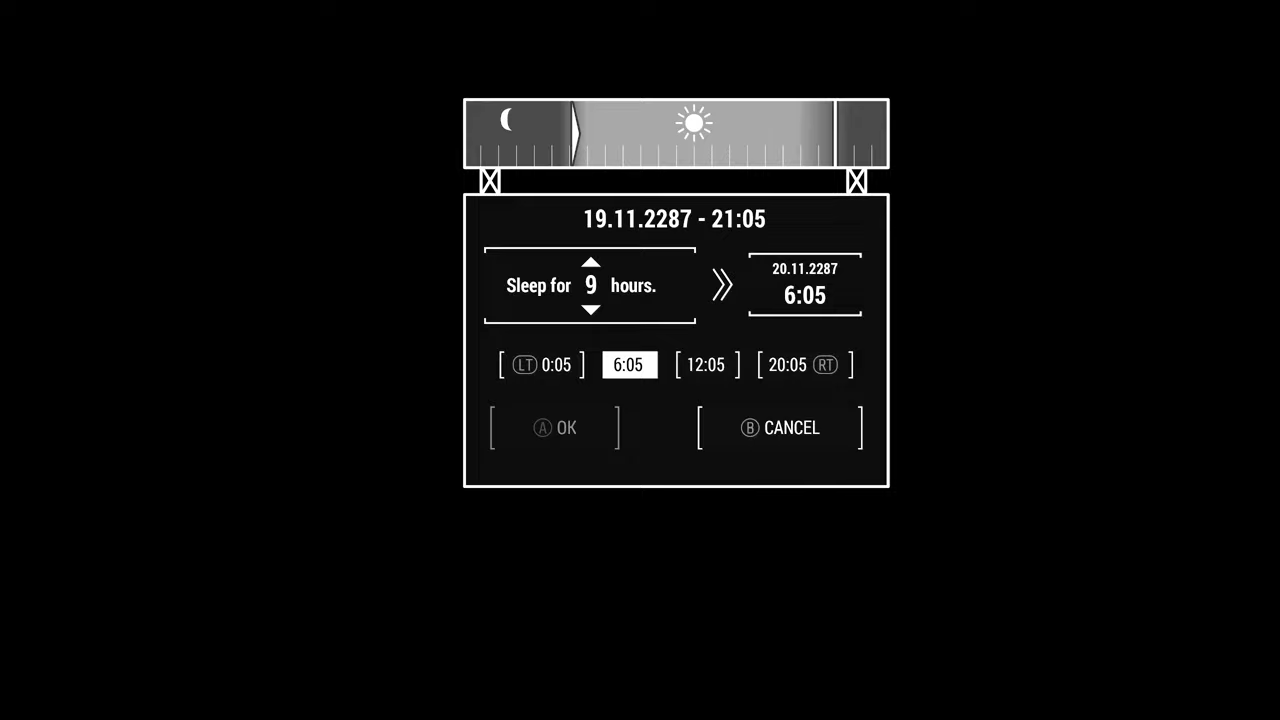 19.11.2287 - 21:05
Sleep for 9 hours.
20.11.2287
6:05
[ LT 0:05 ] 6:05 [ 12:05 ] [ 20:05 RT ]
[ A OK ] [ B CANCEL ]